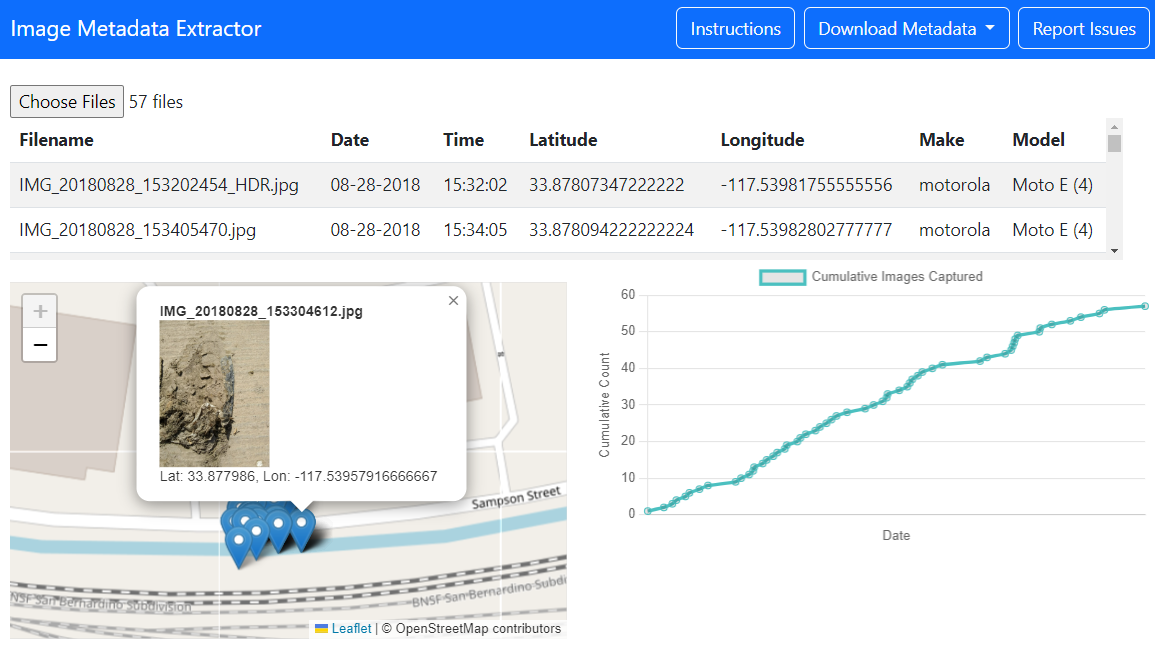 Image Metadata Extractor
Instructions
Download Metadata
Report Issues
Choose Files 57 files
Filename Date Time Latitude Longitude Make Model
IMG_20180828_153202454_HDR.jpg 08-28-2018 15:32:02 33.87807347222222 -117.53981755555556 motorola Moto E (4)
IMG_20180828_153405470.jpg 08-28-2018 15:34:05 33.878094222222224 -117.53982802777777 motorola Moto E (4)
+
−
IMG_20180828_153304612.jpg
×
Lat: 33.877986, Lon: -117.53957916666667
Sampson Street
NSF San Bernardino Subdivision
BNSF San Bernardino Subdiv
Leaflet | © OpenStreetMap contributors
Cumulative Images Captured
60
50
40
30
20
10
0
Cumulative Count
Date